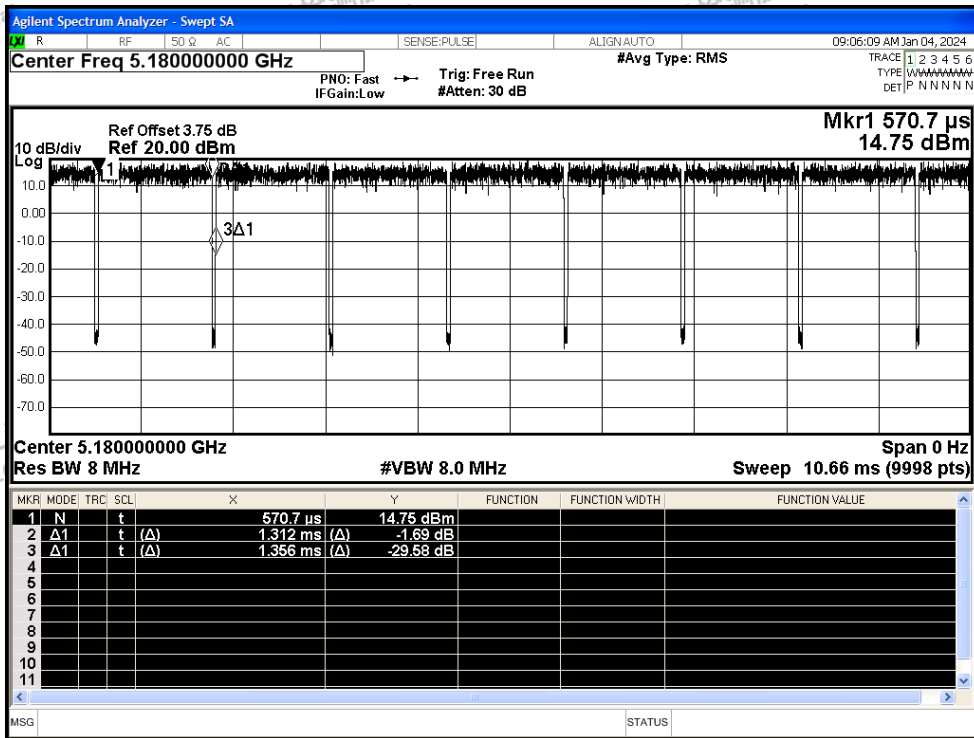 Agilent Spectrum Analyzer - Swept SA
LXI R RF 50 Ω AC SENSE:PULSE ALIGN AUTO 09:06:09 AM Jan 04, 2024
Center Freq 5.180000000 GHz
#Avg Type: RMS
TRACE 1 2 3 4 5 6
PNO: Fast Trig: Free Run
TYPE WWWWWW
IFGain:Low #Atten: 30 dB
DET P N N N N N
Mkr1 570.7 µs
Ref Offset 3.75 dB
10 dB/div Ref 20.00 dBm 14.75 dBm
Log
1
10.0
0.00
3Δ1
-10.0
-20.0
-30.0
-40.0
-50.0
-60.0
-70.0
Center 5.180000000 GHz Span 0 Hz
Res BW 8 MHz #VBW 8.0 MHz Sweep 10.66 ms (9998 pts)
MKR MODE TRC SCL X Y FUNCTION FUNCTION WIDTH FUNCTION VALUE
1 N t 570.7 µs 14.75 dBm
2 Δ1 t (Δ) 1.312 ms (Δ) -1.69 dB
3 Δ1 t (Δ) 1.356 ms (Δ) -29.58 dB
4
5
6
7
8
9
10
11
MSG STATUS